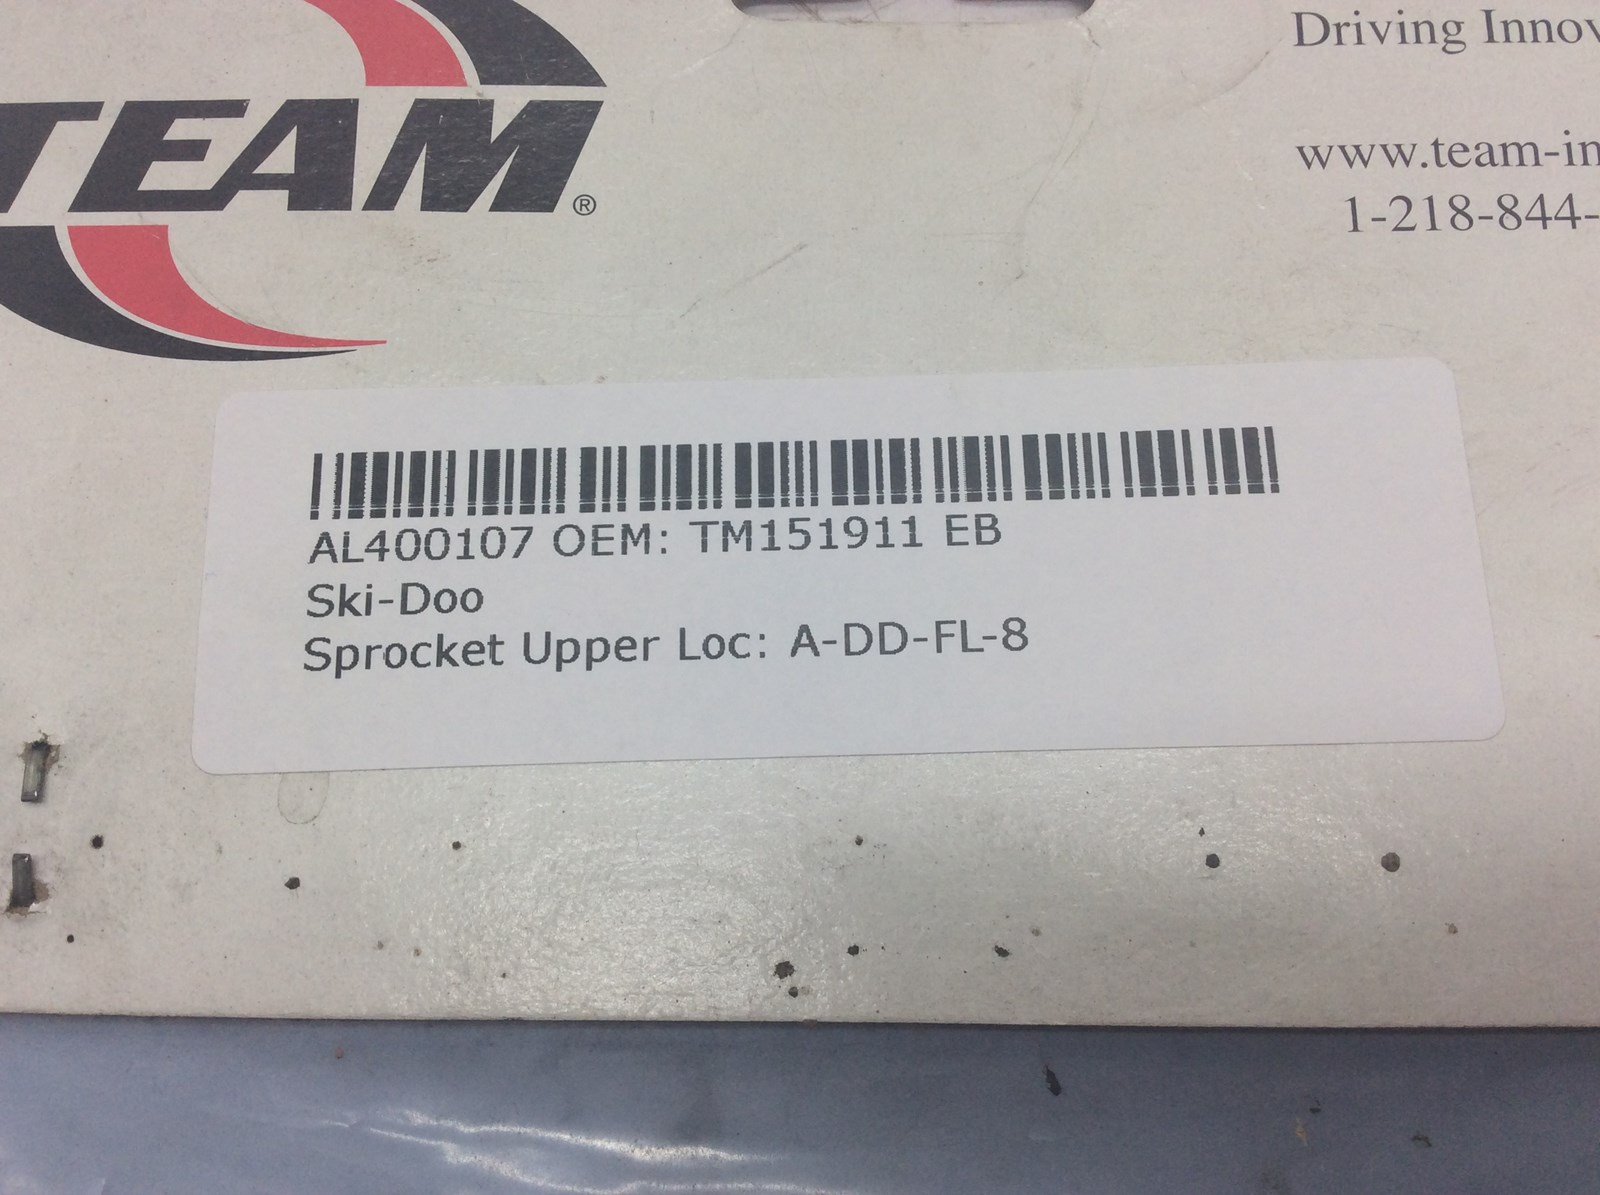 TEAM®
Driving
www.team-in
1-218-844-
AL400107 OEM: TM151911 EB
Ski-Doo
Sprocket Upper Loc: A-DD-FL-8